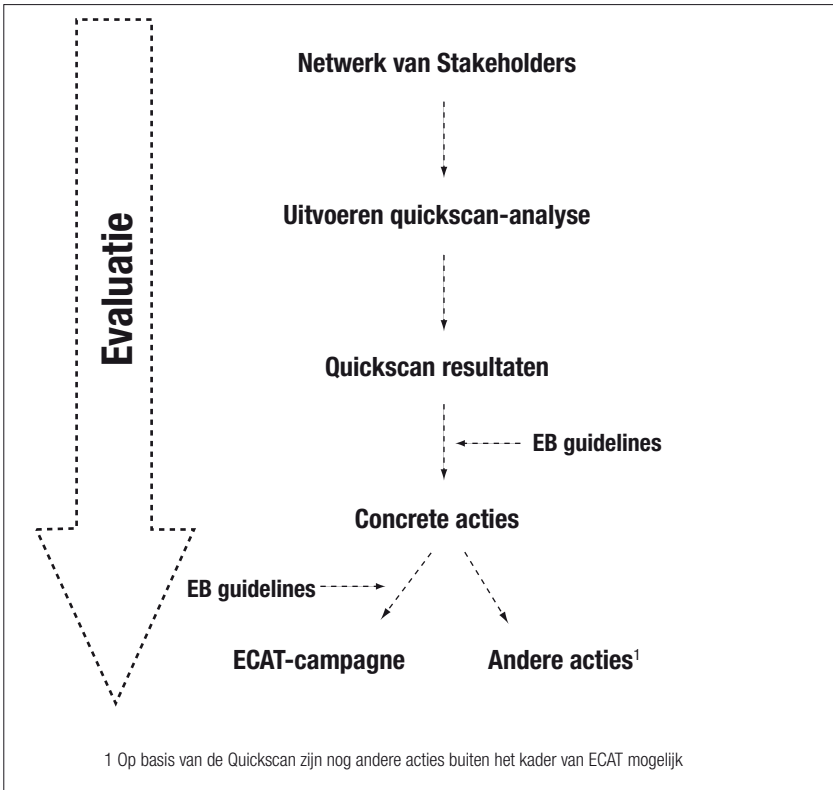 Evaluatie
Netwerk van Stakeholders
Uitvoeren quickscan-analyse
Quickscan resultaten
EB guidelines
Concrete acties
EB guidelines
ECAT-campagne
Andere acties¹
1 Op basis van de Quickscan zijn nog andere acties buiten het kader van ECAT mogelijk